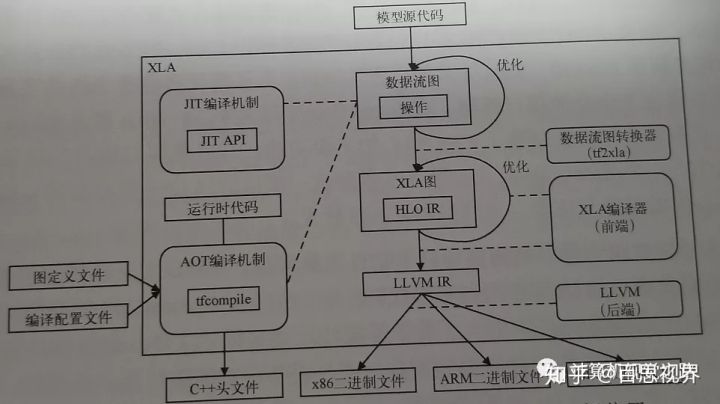 模型源代码
XLA
优化
数据流图
操作
JIT编译机制
JIT API
数据流图转换器
(tf2xla)
优化
XLA图
HLO IR
运行时代码
XLA编译器
(前端)
AOT编译机制
tfcompile
图定义文件
编译配置文件
LLVM IR
LLVM
(后端)
C++头文件
x86二进制文件
ARM二进制文件
知乎 @百思视界